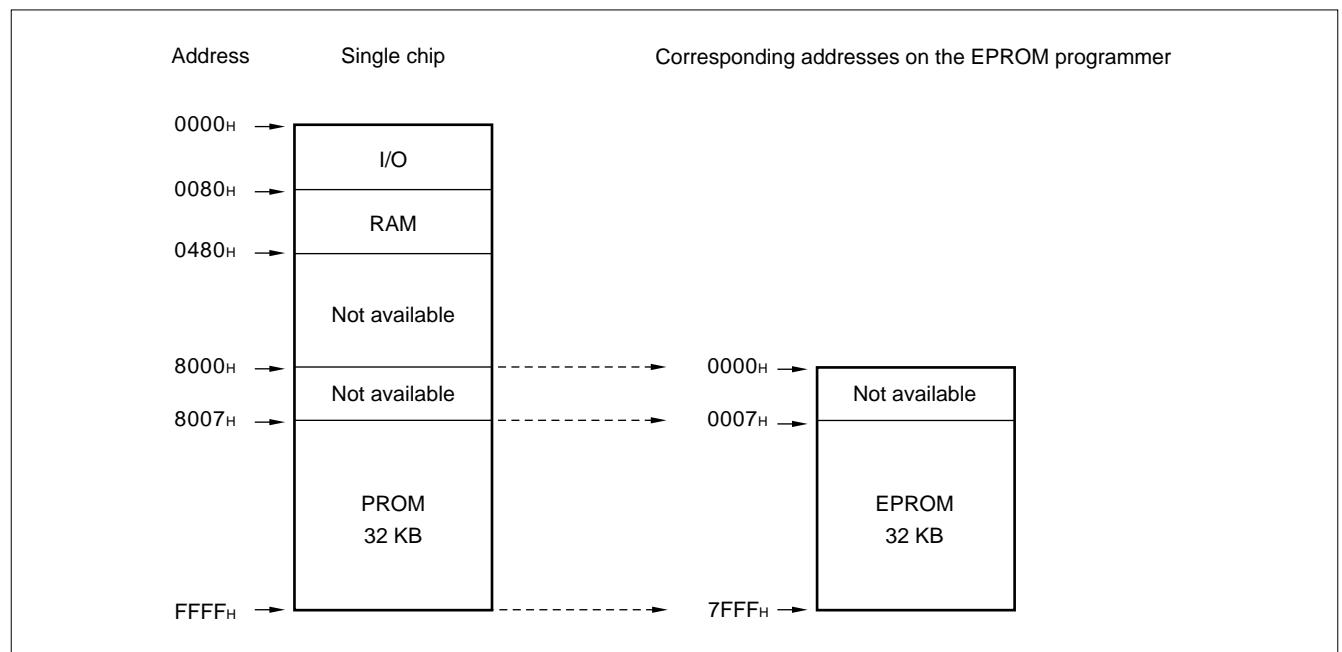 Address Single chip Corresponding addresses on the EPROM programmer
0000H
I/O
0080H
RAM
0480H
Not available
8000H 0000H
Not available Not available
8007H 0007H
PROM EPROM
32 KB 32 KB
FFFFH 7FFFH